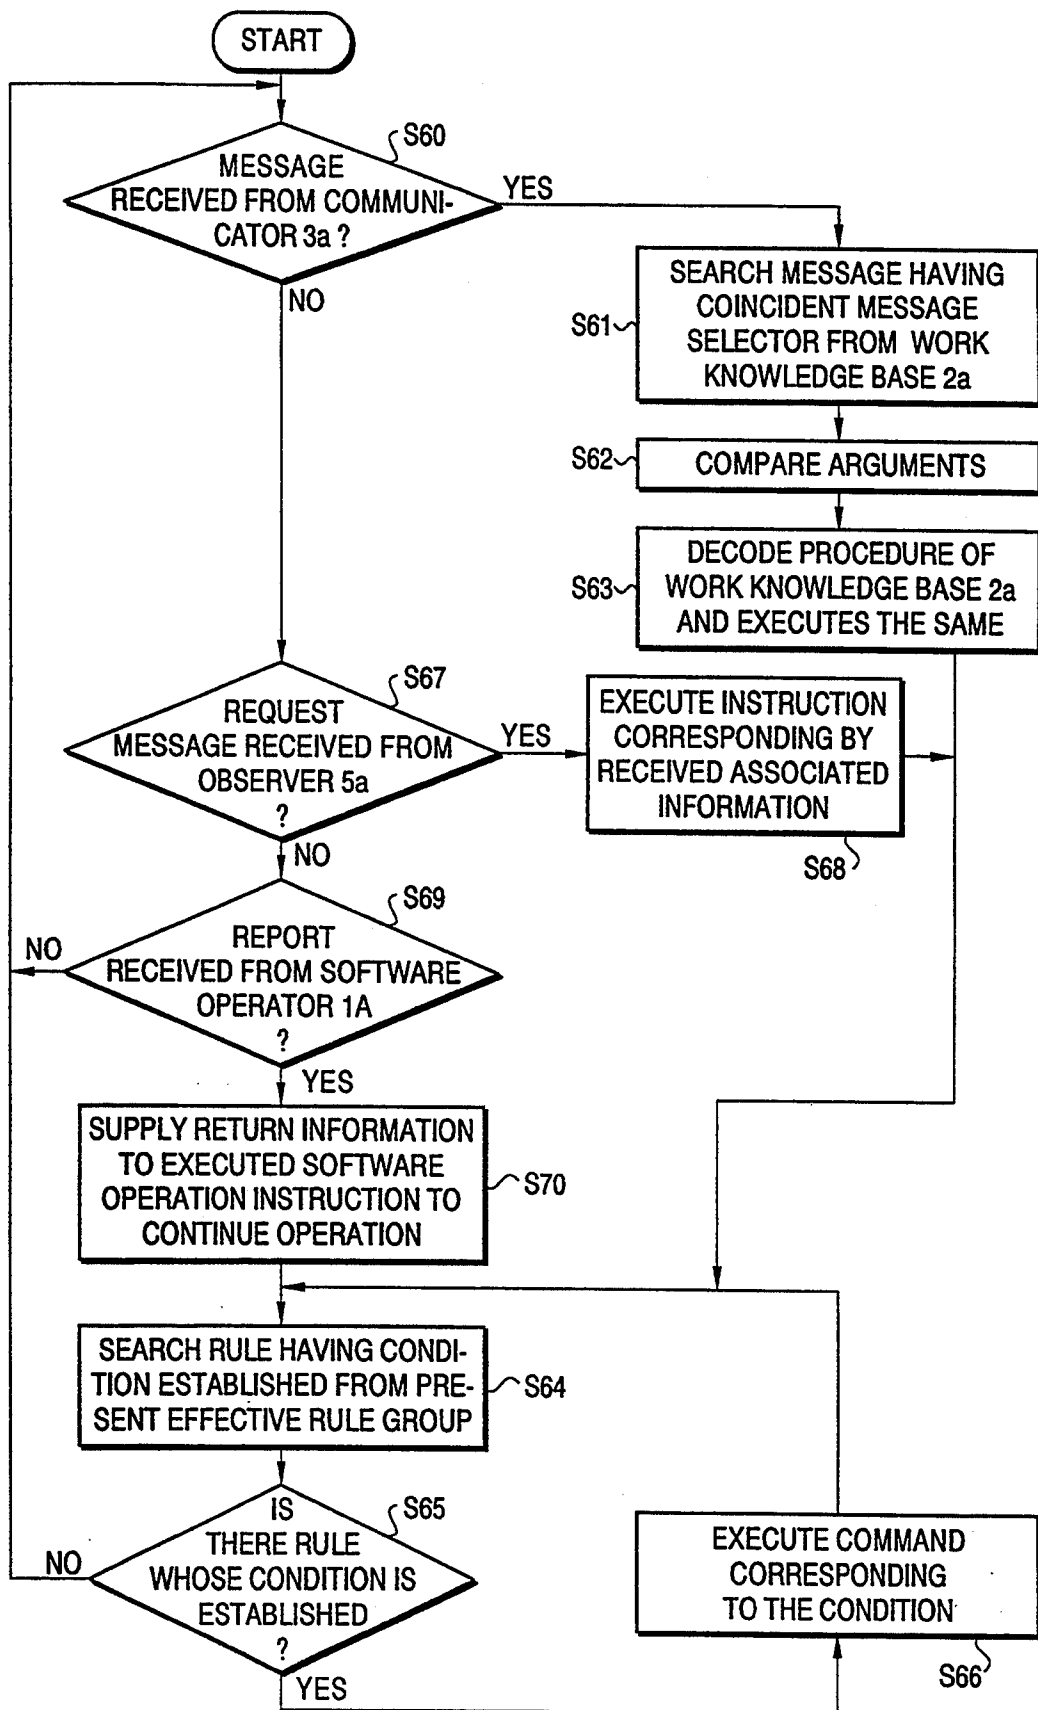 START
S60
MESSAGE
RECEIVED FROM COMMUNI-
CATOR 3a ?
YES
NO
S61
SEARCH MESSAGE HAVING
COINCIDENT MESSAGE
SELECTOR FROM WORK
KNOWLEDGE BASE 2a
S62
COMPARE ARGUMENTS
S63
DECODE PROCEDURE OF
WORK KNOWLEDGE BASE 2a
AND EXECUTES THE SAME
S67
REQUEST
MESSAGE RECEIVED FROM
OBSERVER 5a
?
YES
NO
EXECUTE INSTRUCTION
CORRESPONDING BY
RECEIVED ASSOCIATED
INFORMATION
S68
S69
REPORT
RECEIVED FROM SOFTWARE
OPERATOR 1A
?
NO
YES
SUPPLY RETURN INFORMATION
TO EXECUTED SOFTWARE
OPERATION INSTRUCTION TO
CONTINUE OPERATION
S70
SEARCH RULE HAVING CONDI-
TION ESTABLISHED FROM PRE-
SENT EFFECTIVE RULE GROUP
S64
S65
IS
THERE RULE
WHOSE CONDITION IS
ESTABLISHED
?
NO
YES
EXECUTE COMMAND
CORRESPONDING
TO THE CONDITION
S66